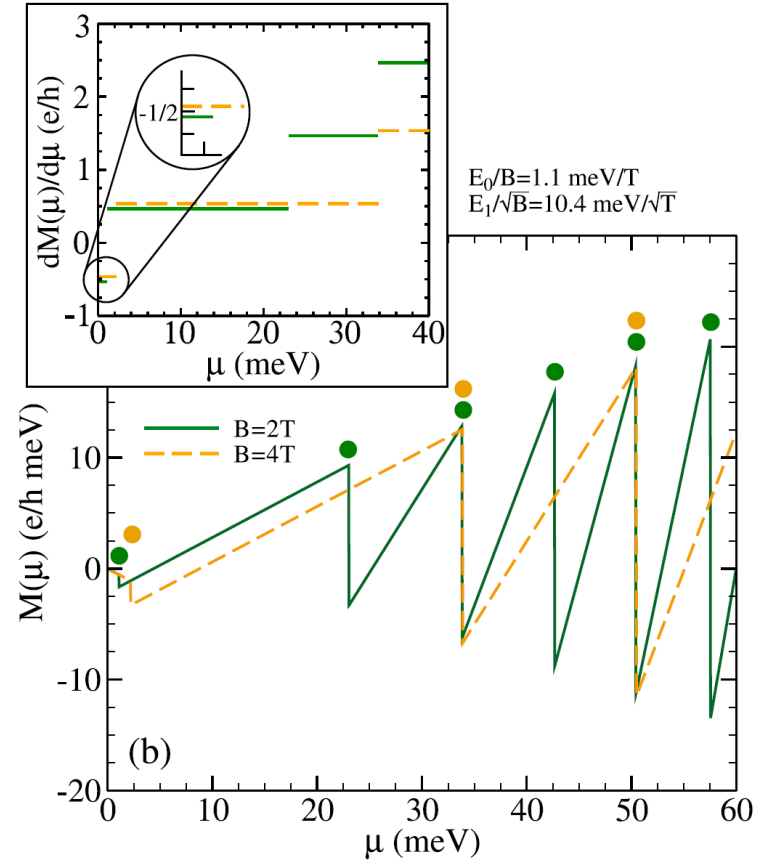 3
2
1
0
-1
dM(μ)/dμ (e/h)
-1/2
0
10
20
30
40
μ (meV)
E₀/B=1.1 meV/T
E₁/√B=10.4 meV/√T
B=2T
B=4T
10
0
-10
-20
M(μ) (e/h meV)
(b)
0
10
20
30
40
50
60
μ (meV)